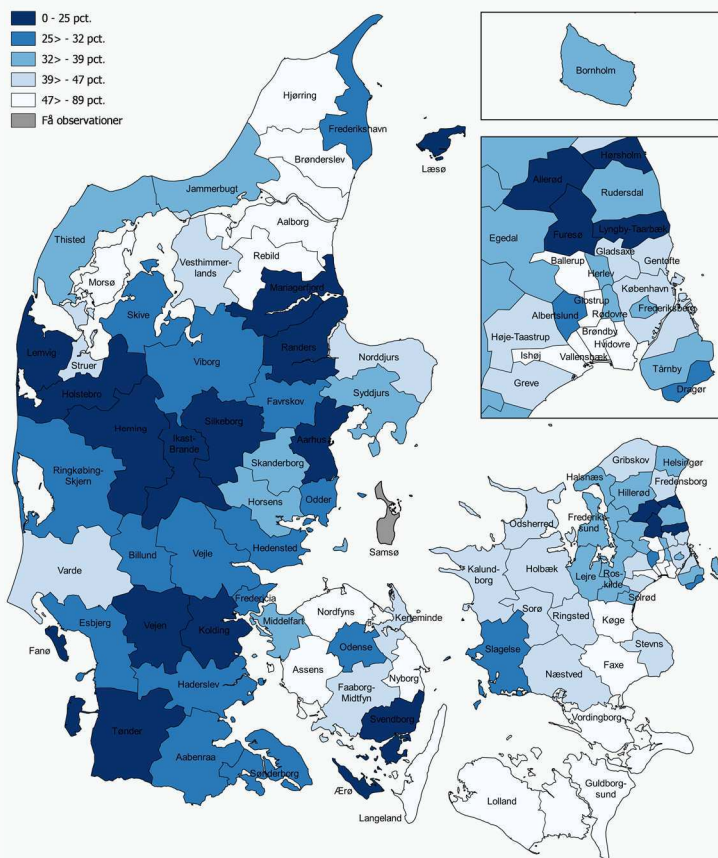 0 - 25 pct.
25> - 32 pct.
32> - 39 pct.
39> - 47 pct.
47> - 89 pct.
Få observationer
Bornholm
Hjørring
Frederikshavn
Brønderslev
Læsø
Jammerbugt
Aalborg
Thisted
Vesthimmer-
lands
Rebild
Morsø
Mariagerfjord
Skive
Lemvig
Struer
Viborg
Randers
Norddjurs
Holstebro
Favrskov
Syddjurs
Herning
Ikast-
Brande
Silkeborg
Aarhus
Skanderborg
Ringkøbing-
Skjern
Horsens
Odder
Samsø
Hedensted
Billund
Vejle
Varde
Fredericia
Esbjerg
Vejen
Kolding
Middelfart
Nordfyns
Kerteminde
Fanø
Odense
Assens
Nyborg
Haderslev
Faaborg-
Midtfyn
Tønder
Svendborg
Aabenraa
Sønderborg
Ærø
Langeland
Hørsholm
Allerød
Rudersdal
Egedal
Furesø
Lyngby-Taarbæk
Gladsaxe
Ballerup
Gentofte
Herlev
København
Glostrup
Albertslund
Rødovre
Frederiksberg
Høje-Taastrup
Brøndby
Hvidovre
Ishøj
Vallensbæk
Greve
Tårnby
Dragør
Gribskov
Helsingør
Halsnæs
Fredensborg
Hillerød
Odsherred
Frederiks-
sund
Kalund-
borg
Holbæk
Lejre
Ros-
kilde
Solrød
Sorø
Ringsted
Køge
Stevns
Slagelse
Næstved
Faxe
Vordingborg
Guldborg-
sund
Lolland